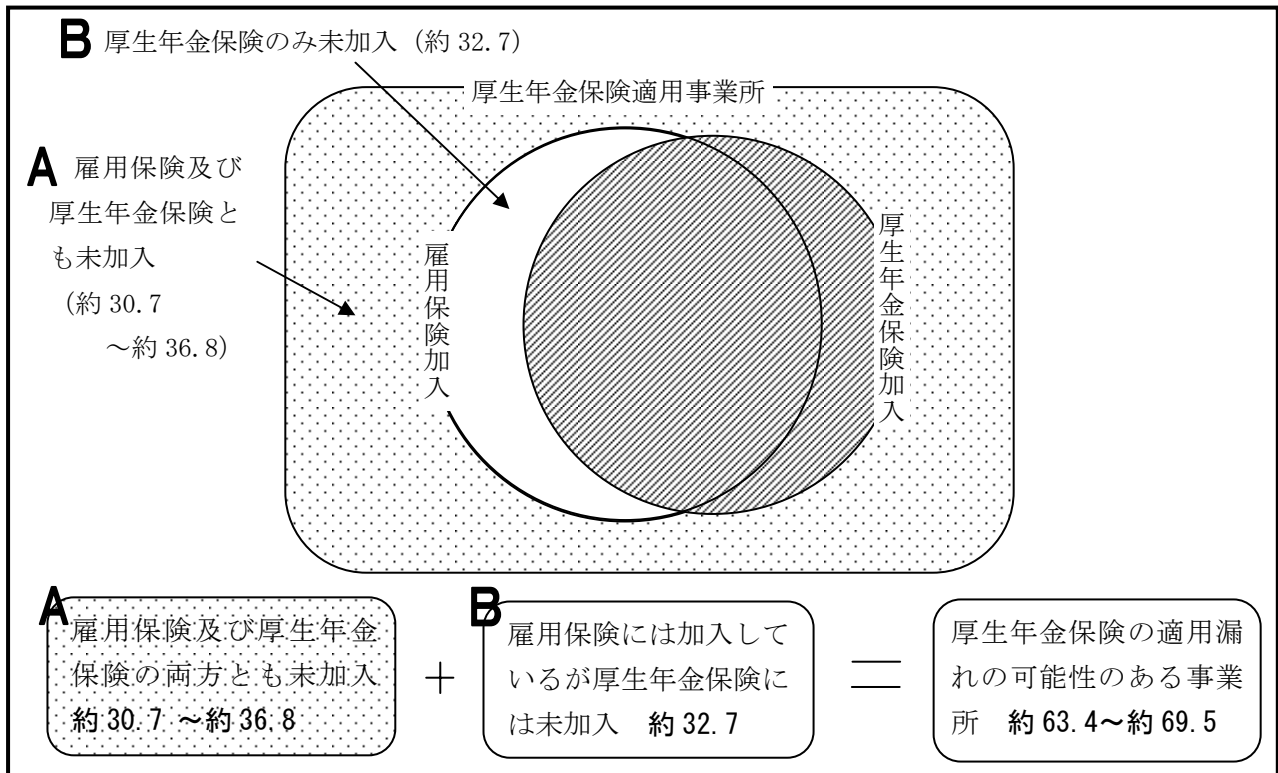 B 厚生年金保険のみ未加入（約 32.7）
厚生年金保険適用事業所
A 雇用保険及び
厚生年金保険と
も未加入
（約 30.7
～約 36.8）
雇用保険加入
厚生年金保険加入
A
雇用保険及び厚生年金
保険の両方とも未加入
約 30.7 ～約 36.8
＋
B
雇用保険には加入して
いるが厚生年金保険に
は未加入 約 32.7
＝
厚生年金保険の適用漏
れの可能性のある事業
所 約 63.4～約 69.5